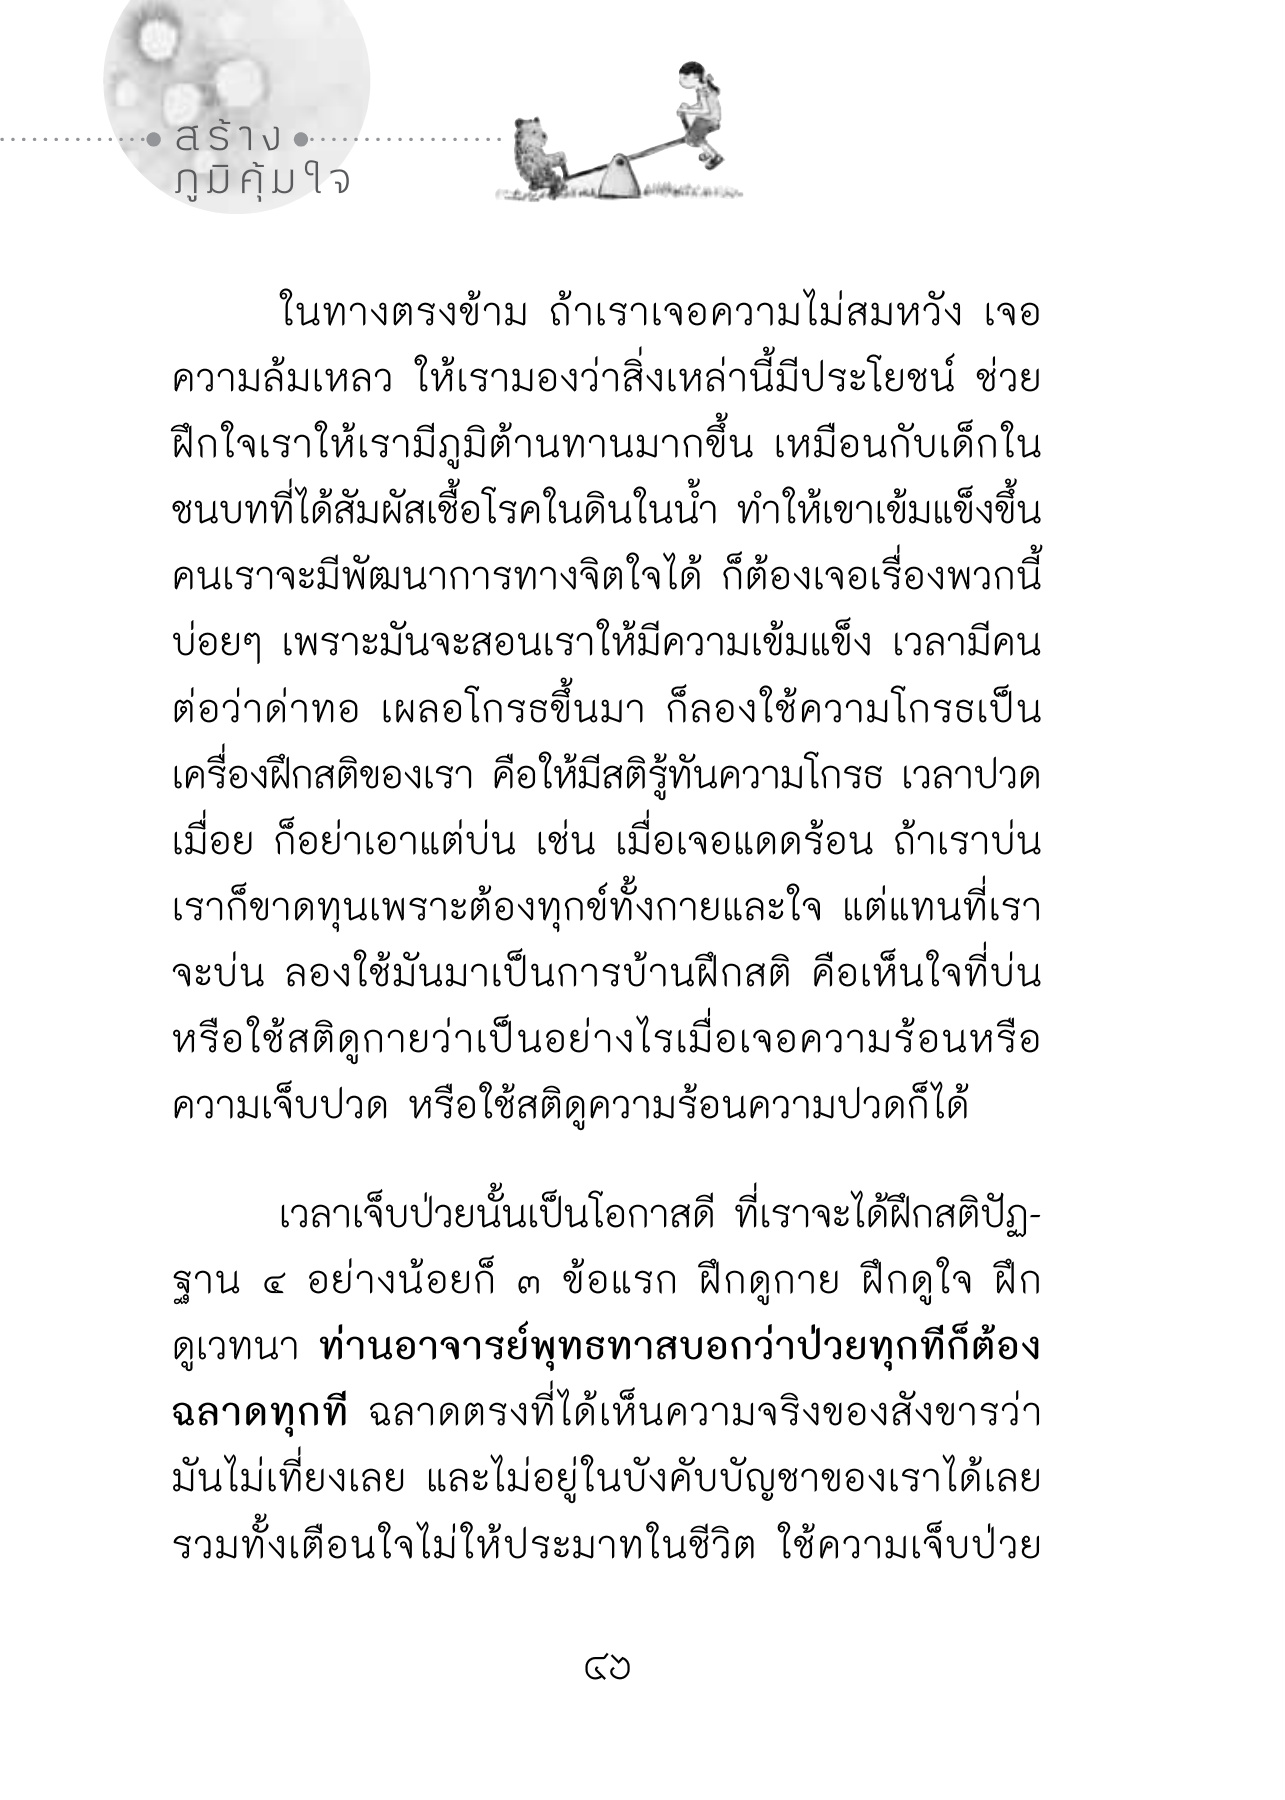 สร้าง
ภูมิคุ้มใจ
ในทางตรงข้าม ถ้าเราเจอความไม่สมหวัง เจอ
ความล้มเหลว ให้เรามองว่าสิ่งเหล่านี้มีประโยชน์ ช่วย
ฝึกใจเราให้เรามีภูมิต้านทานมากขึ้น เหมือนกับเด็กใน
ชนบทที่ได้สัมผัสเชื้อโรคในดินในน้ำ ทำให้เขาเข้มแข็งขึ้น
คนเราจะมีพัฒนาการทางจิตใจได้ ก็ต้องเจอเรื่องพวกนี้
บ่อยๆ เพราะมันจะสอนเราให้มีความเข้มแข็ง เวลามีคน
ต่อว่าด่าทอ เผลอโกรธขึ้นมา ก็ลองใช้ความโกรธเป็น
เครื่องฝึกสติของเรา คือให้มีสติรู้ทันความโกรธ เวลาปวด
เมื่อย ก็อย่าเอาแต่บ่น เช่น เมื่อเจอแดดร้อน ถ้าเราบ่น
เราก็ขาดทุนเพราะต้องทุกข์ทั้งกายและใจ แต่แทนที่เรา
จะบ่น ลองใช้มันมาเป็นการบ้านฝึกสติ คือเห็นใจที่บ่น
หรือใช้สติดูกายว่าเป็นอย่างไรเมื่อเจอความร้อนหรือ
ความเจ็บปวด หรือใช้สติดูความร้อนความปวดก็ได้
เวลาเจ็บป่วยนั้นเป็นโอกาสดี ที่เราจะได้ฝึกสติปัฏ-
ฐาน ๔ อย่างน้อยก็ ๓ ข้อแรก ฝึกดูกาย ฝึกดูใจ ฝึก
ดูเวทนา ท่านอาจารย์พุทธทาสบอกว่าป่วยทุกทีก็ต้อง
ฉลาดทุกที ฉลาดตรงที่ได้เห็นความจริงของสังขารว่า
มันไม่เที่ยงเลย และไม่อยู่ในบังคับบัญชาของเราได้เลย
รวมทั้งเตือนใจไม่ให้ประมาทในชีวิต ใช้ความเจ็บป่วย
๔๖